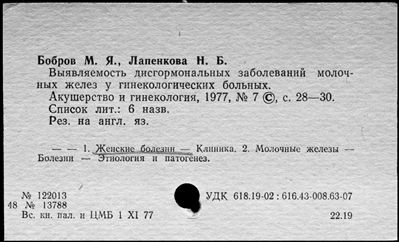 Бобров М. Я., Лапенкова Н. Б.
Выявляемость дисгормональных заболеваний молоч-
ных желез у гинекологических больных.
Акушерство и гинекология, 1977, № 7 ©, с. 28—30.
Список лит.: 6 назв.
Рез. на англ. яз.
— — 1. Женские болезни — Клиника. 2. Молочные железы —
Болезни — Этиология и патогенез.
№ 122013
УДК 618.19-02 : 616.43-008.63-07
48 № 13788
Вс. кн. пал. и ЦМБ 1 XI 77
22.19